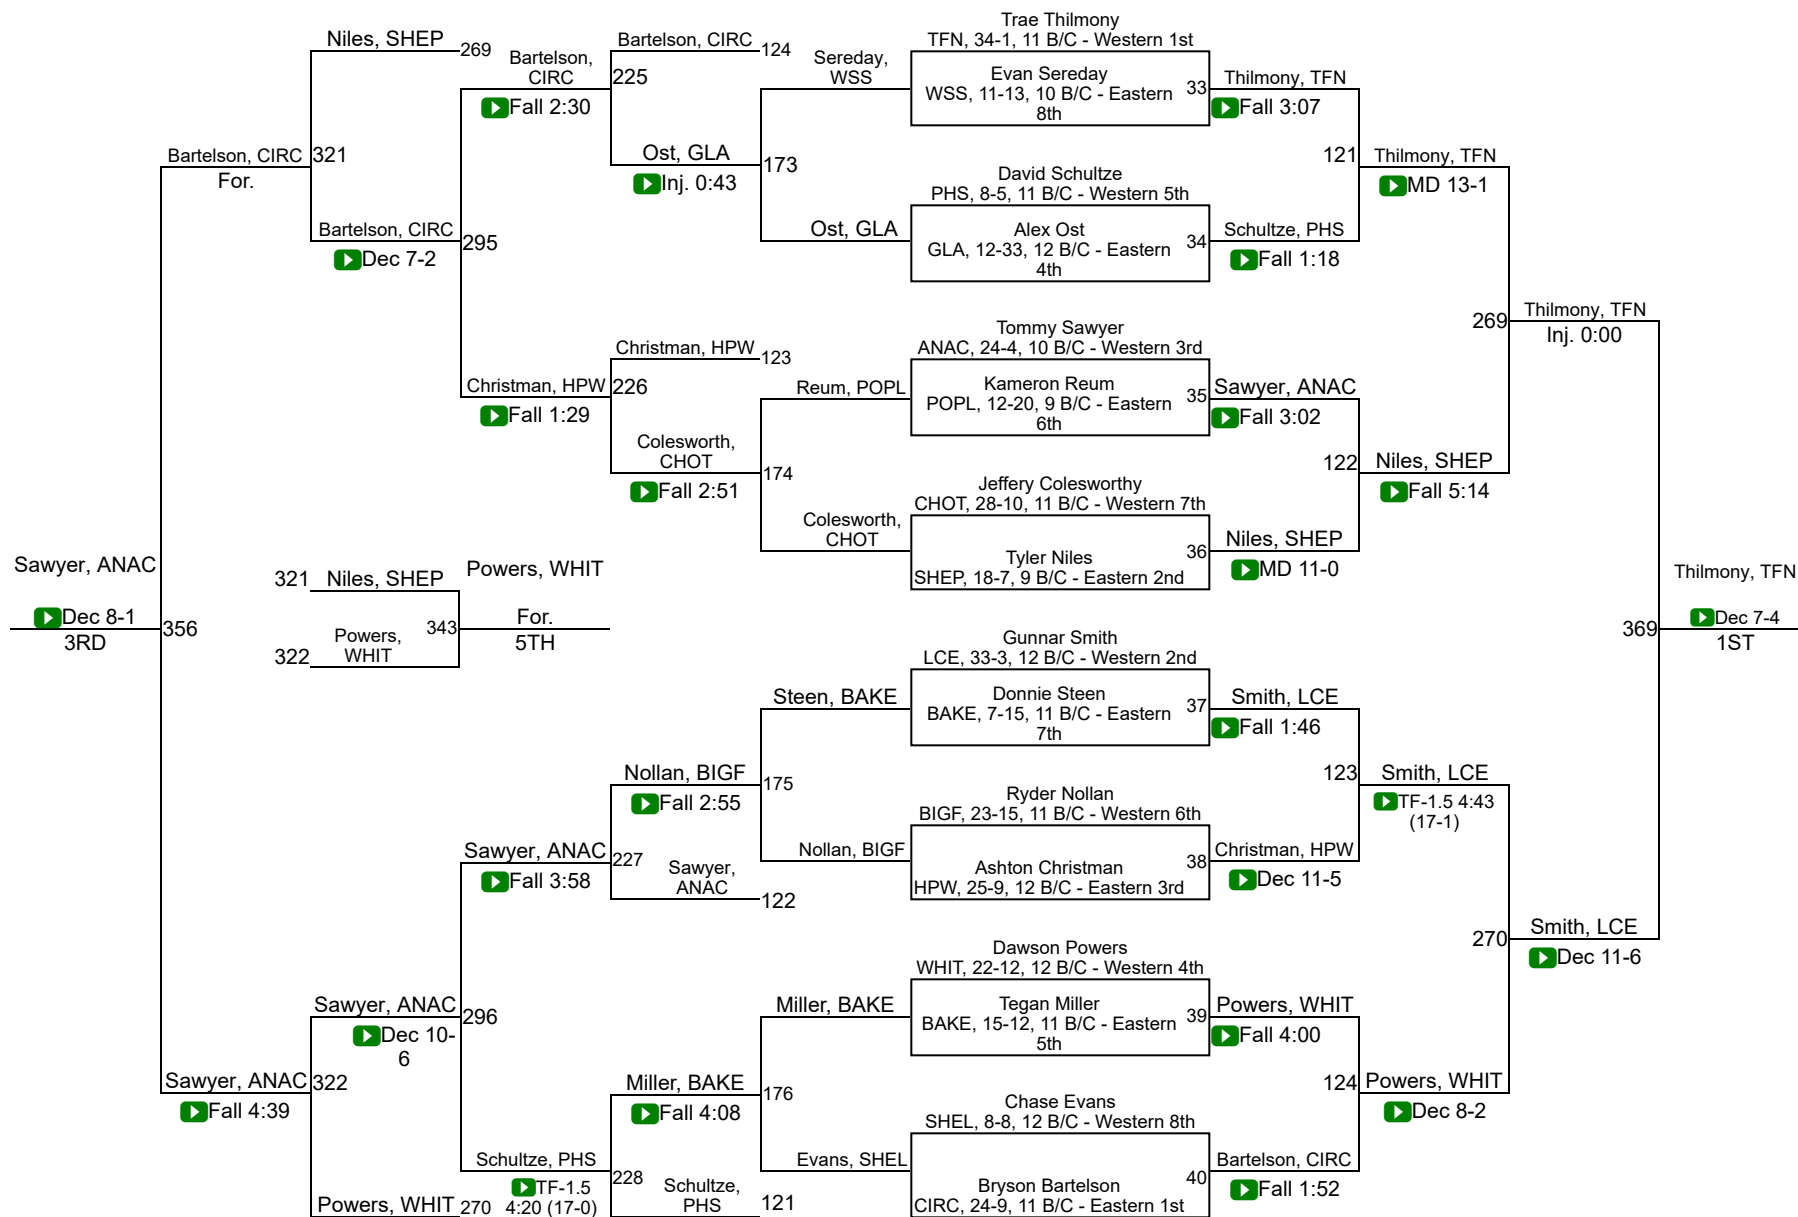 Trae Thilmony
TFN, 34-1, 11 B/C - Western 1st
Niles, SHEP
269
Bartelson, CIRC
124
Bartelson,
CIRC
225
Sereday,
WSS
Evan Sereday
WSS, 11-13, 10 B/C - Eastern
8th
33
Thilmony, TFN
Fall 3:07
Fall 2:30
Bartelson, CIRC
321
For.
Ost, GLA
173
Inj. 0:43
David Schultze
PHS, 8-5, 11 B/C - Western 5th
121
Thilmony, TFN
MD 13-1
Bartelson, CIRC
295
Dec 7-2
Ost, GLA
Alex Ost
GLA, 12-33, 12 B/C - Eastern
4th
34
Schultze, PHS
Fall 1:18
269
Thilmony, TFN
Inj. 0:00
Tommy Sawyer
ANAC, 24-4, 10 B/C - Western 3rd
Christman, HPW
123
Christman, HPW
226
Fall 1:29
Reum, POPL
Kameron Reum
POPL, 12-20, 9 B/C - Eastern
6th
35
Sawyer, ANAC
Fall 3:02
Colesworth,
CHOT
174
Fall 2:51
Jeffery Colesworthy
CHOT, 28-10, 11 B/C - Western 7th
122
Niles, SHEP
Fall 5:14
Colesworth,
CHOT
Tyler Niles
SHEP, 18-7, 9 B/C - Eastern 2nd
36
Niles, SHEP
MD 11-0
Sawyer, ANAC
Dec 8-1
3RD
356
321
Niles, SHEP
Powers, WHIT
343
For.
5TH
322
Powers,
WHIT
Thilmony, TFN
369
Dec 7-4
1ST
Gunnar Smith
LCE, 33-3, 12 B/C - Western 2nd
Steen, BAKE
Donnie Steen
BAKE, 7-15, 11 B/C - Eastern
7th
37
Smith, LCE
Fall 1:46
Nollan, BIGF
175
Fall 2:55
Ryder Nollan
BIGF, 23-15, 11 B/C - Western 6th
123
Smith, LCE
TF-1.5 4:43
(17-1)
Sawyer, ANAC
227
Fall 3:58
Sawyer,
ANAC
122
Nollan, BIGF
Ashton Christman
HPW, 25-9, 12 B/C - Eastern 3rd
38
Christman, HPW
Dec 11-5
270
Smith, LCE
Dec 11-6
Dawson Powers
WHIT, 22-12, 12 B/C - Western 4th
Sawyer, ANAC
296
Dec 10-
6
Miller, BAKE
Tegan Miller
BAKE, 15-12, 11 B/C - Eastern
5th
39
Powers, WHIT
Fall 4:00
Sawyer, ANAC
322
Fall 4:39
Miller, BAKE
176
Fall 4:08
Chase Evans
SHEL, 8-8, 12 B/C - Western 8th
124
Powers, WHIT
Dec 8-2
Schultze, PHS
228
TF-1.5
4:20 (17-0)
Powers, WHIT
270
Schultze,
PHS
121
Evans, SHEL
Bryson Bartelson
CIRC, 24-9, 11 B/C - Eastern 1st
40
Bartelson, CIRC
Fall 1:52